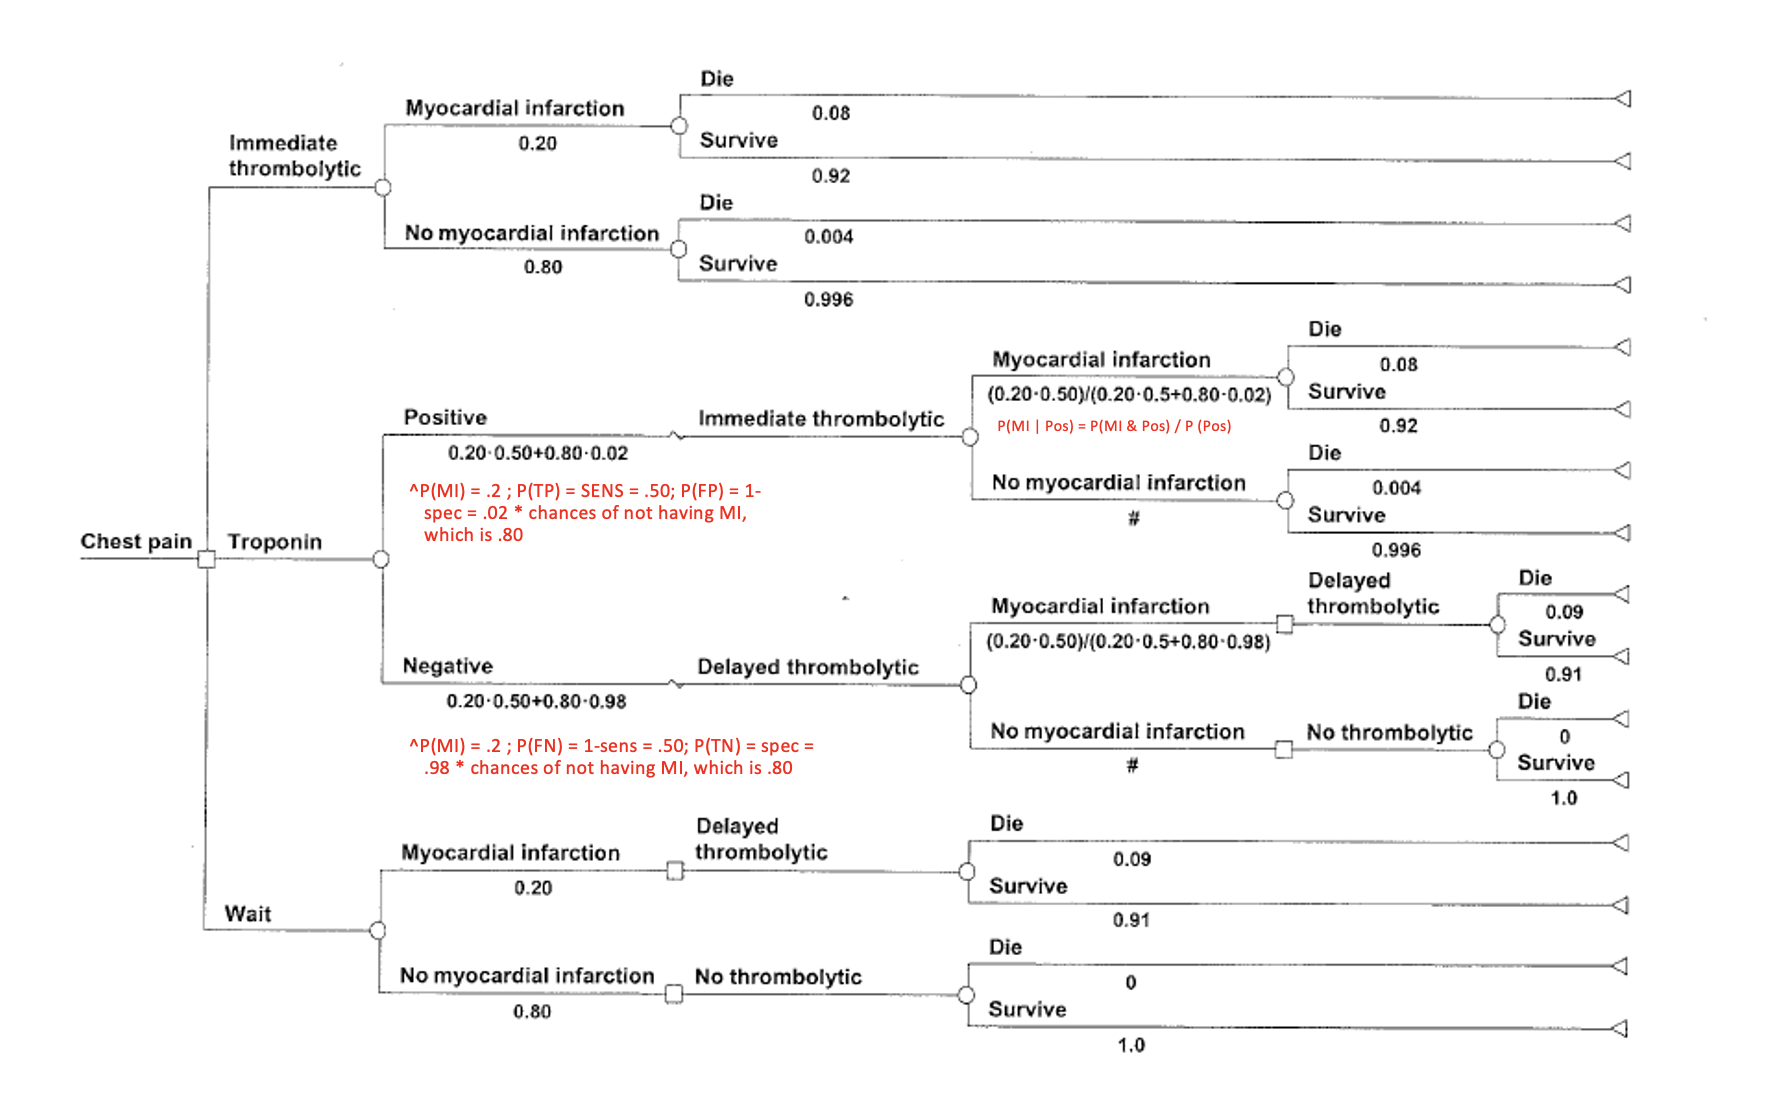 Die
0.08
Myocardial infarction
0.20
Survive
0.92
Immediate
thrombolytic
Die
0.004
No myocardial infarction
0.80
Survive
0.996
Die
0.08
Myocardial infarction
(0.20·0.50)/(0.20·0.5+0.80·0.02)
Survive
0.92
P(MI | Pos) = P(MI & Pos) / P (Pos)
Positive
0.20·0.50+0.80·0.02
Immediate thrombolytic
Die
0.004
No myocardial infarction
#
Survive
0.996
^P(MI) = .2 ; P(TP) = SENS = .50; P(FP) = 1-
spec = .02 * chances of not having MI,
which is .80
Chest pain
Troponin
Myocardial infarction
(0.20·0.50)/(0.20·0.5+0.80·0.98)
Delayed
thrombolytic
Die
0.09
Survive
0.91
Negative
0.20·0.50+0.80·0.98
Delayed thrombolytic
No myocardial infarction
#
No thrombolytic
Die
0
Survive
1.0
^P(MI) = .2 ; P(FN) = 1-sens = .50; P(TN) = spec =
.98 * chances of not having MI, which is .80
Myocardial infarction
0.20
Delayed
thrombolytic
Die
0.09
Survive
0.91
Wait
No myocardial infarction
0.80
No thrombolytic
Die
0
Survive
1.0